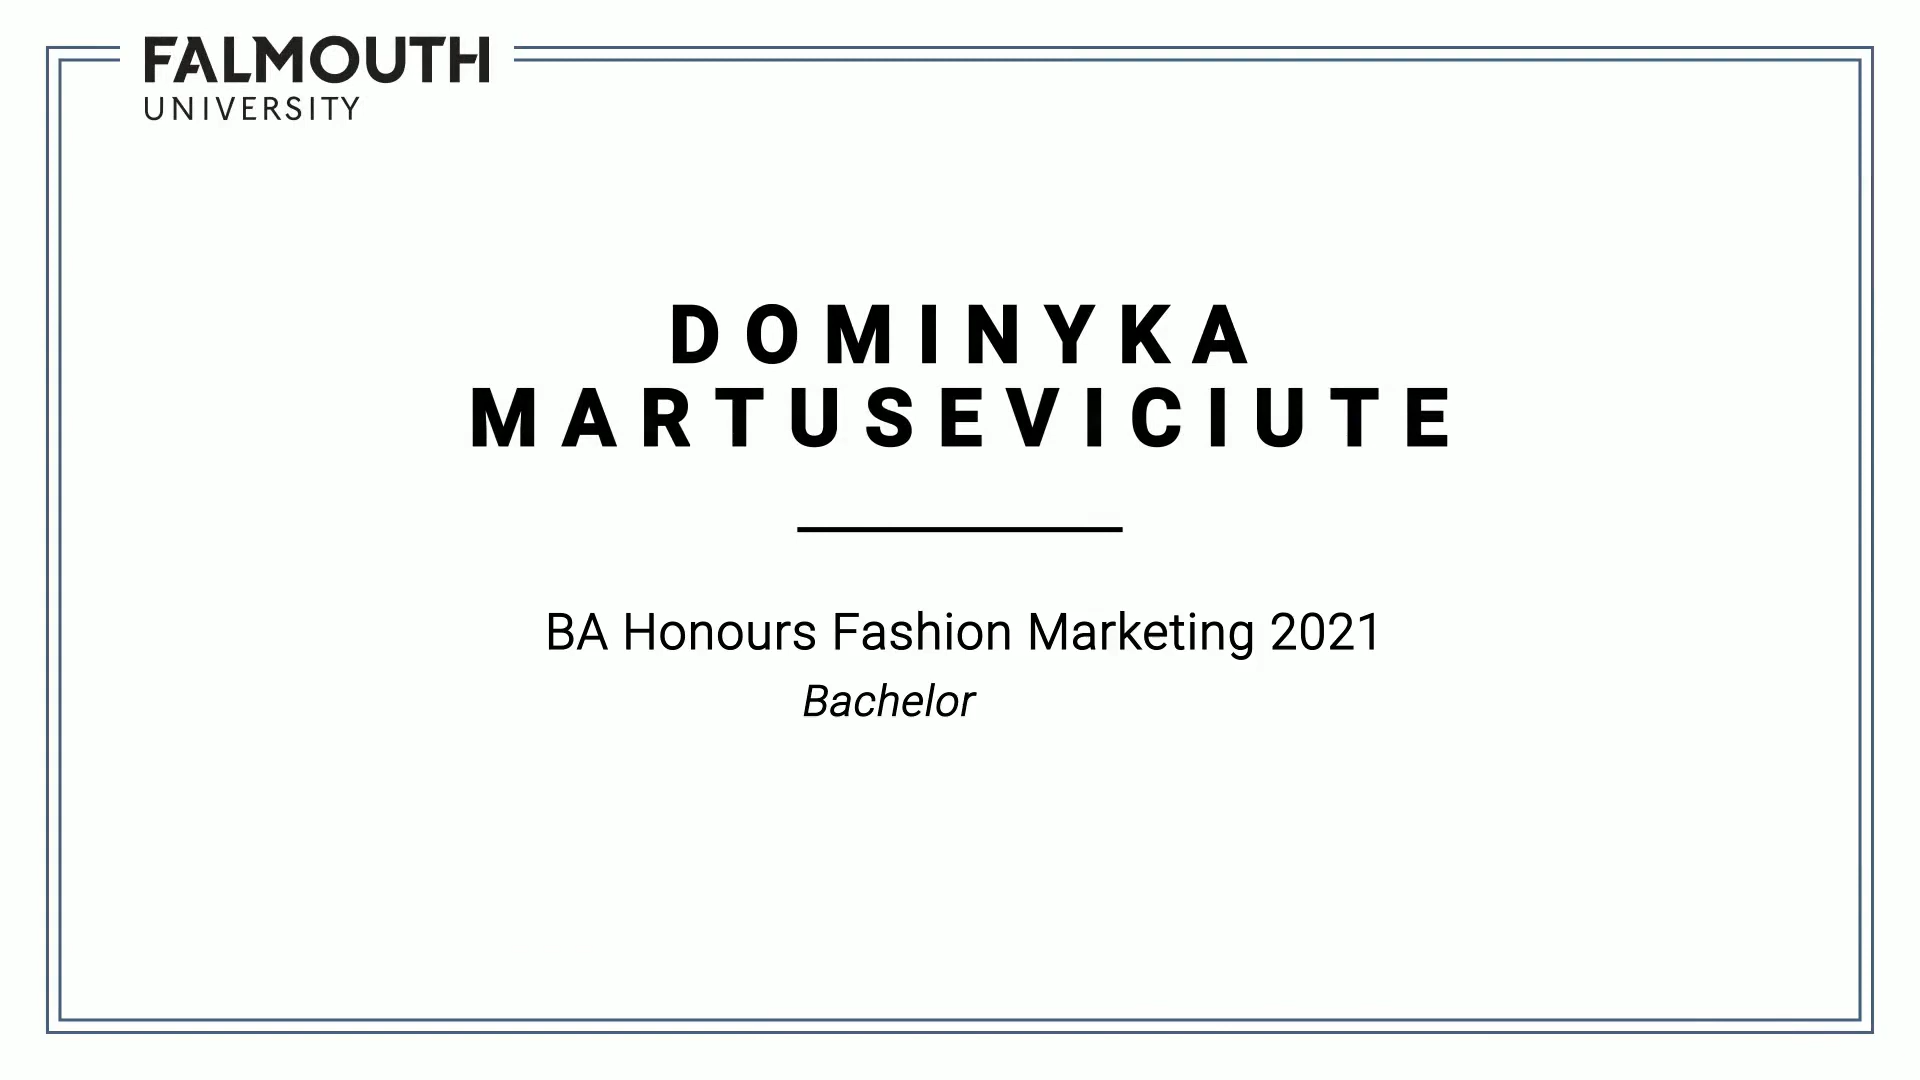 FALMOUTH
UNIVERSITY
DOMINYKA
MARTUSEVICIUTE
BA Honours Fashion Marketing 2021
Bachelor